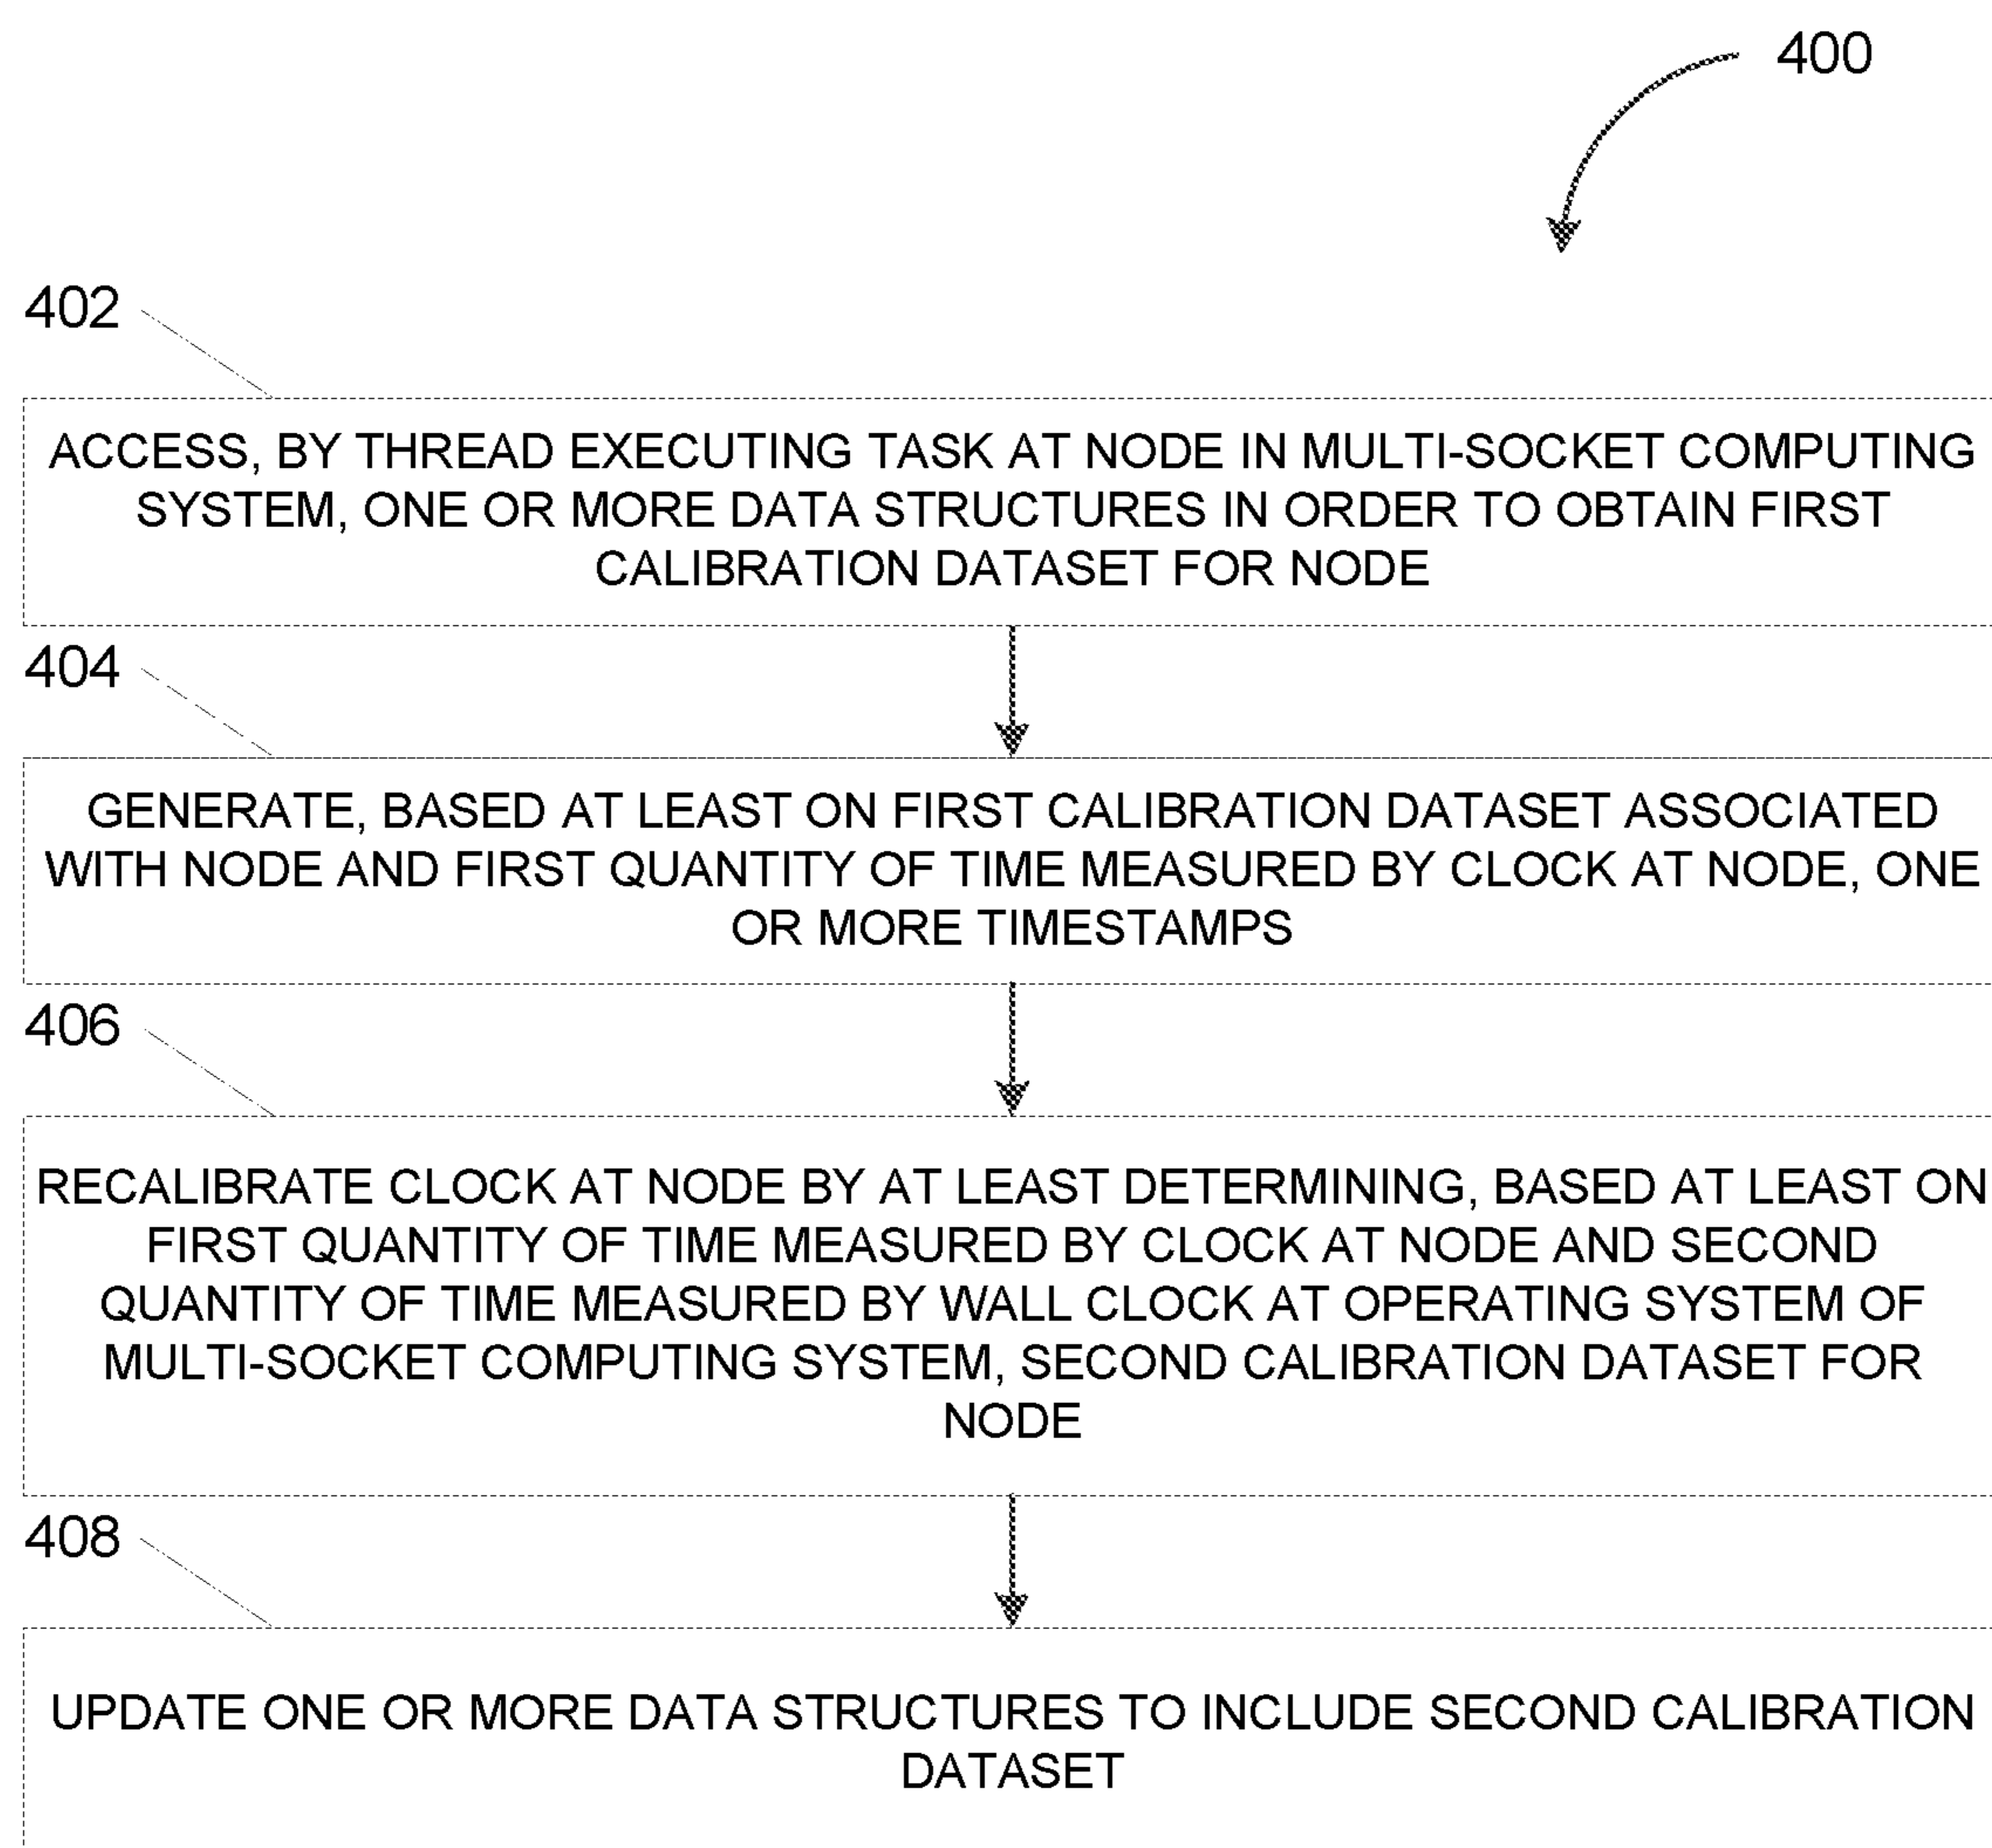 400
402
ACCESS, BY THREAD EXECUTING TASK AT NODE IN MULTI-SOCKET COMPUTING
SYSTEM, ONE OR MORE DATA STRUCTURES IN ORDER TO OBTAIN FIRST
CALIBRATION DATASET FOR NODE
404
GENERATE, BASED AT LEAST ON FIRST CALIBRATION DATASET ASSOCIATED
WITH NODE AND FIRST QUANTITY OF TIME MEASURED BY CLOCK AT NODE, ONE
OR MORE TIMESTAMPS
406
RECALIBRATE CLOCK AT NODE BY AT LEAST DETERMINING, BASED AT LEAST ON
FIRST QUANTITY OF TIME MEASURED BY CLOCK AT NODE AND SECOND
QUANTITY OF TIME MEASURED BY WALL CLOCK AT OPERATING SYSTEM OF
MULTI-SOCKET COMPUTING SYSTEM, SECOND CALIBRATION DATASET FOR
NODE
408
UPDATE ONE OR MORE DATA STRUCTURES TO INCLUDE SECOND CALIBRATION
DATASET